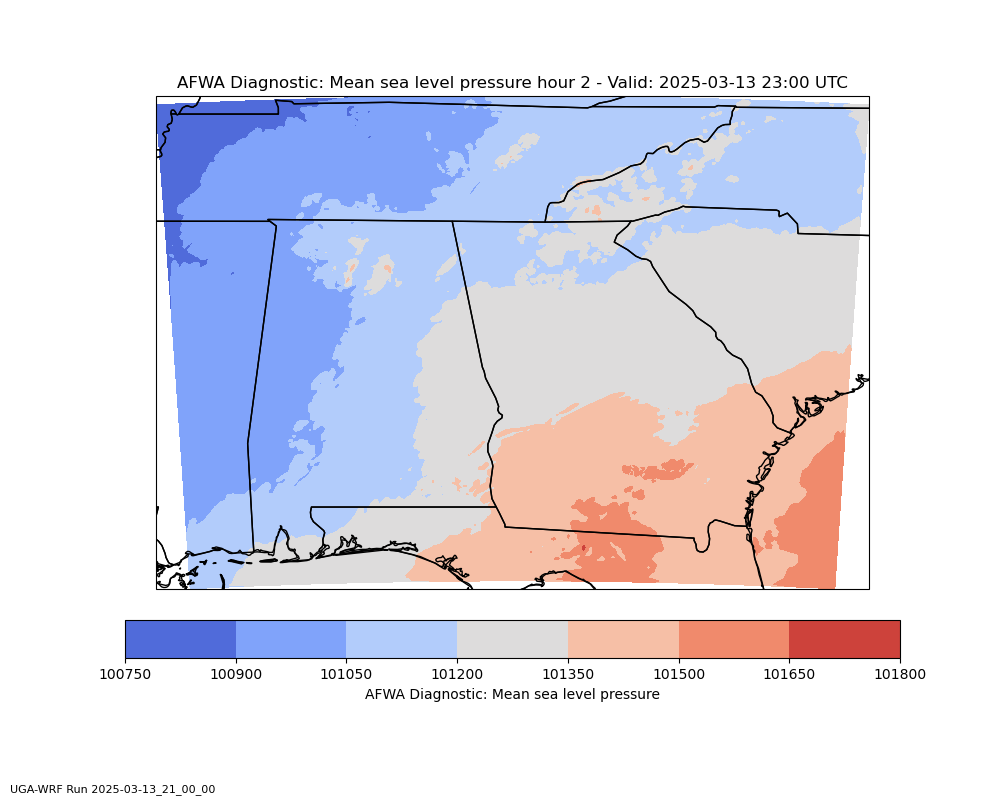 AFWA Diagnostic: Mean sea level pressure hour 2 - Valid: 2025-03-13 23:00 UTC
100750 100900 101050 101200 101350 101500 101650 101800
AFWA Diagnostic: Mean sea level pressure
UGA-WRF Run 2025-03-13_21_00_00